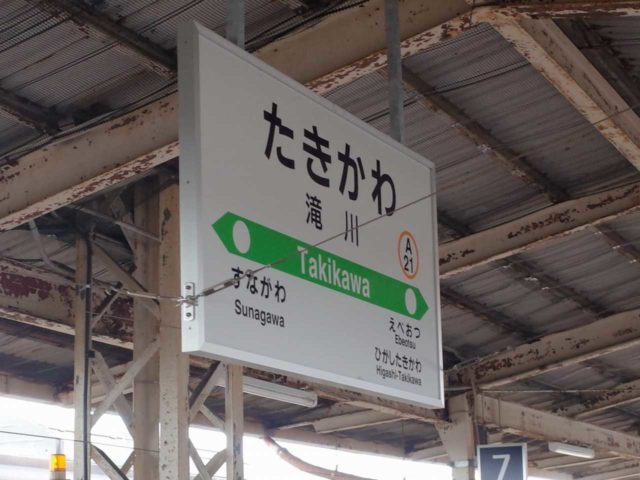 たきかわ
滝川
A
21
Takikawa
すながわ
Sunagawa
えべおつ
Ebeotsu
ひがしたきかわ
Higashi-Takikawa
7